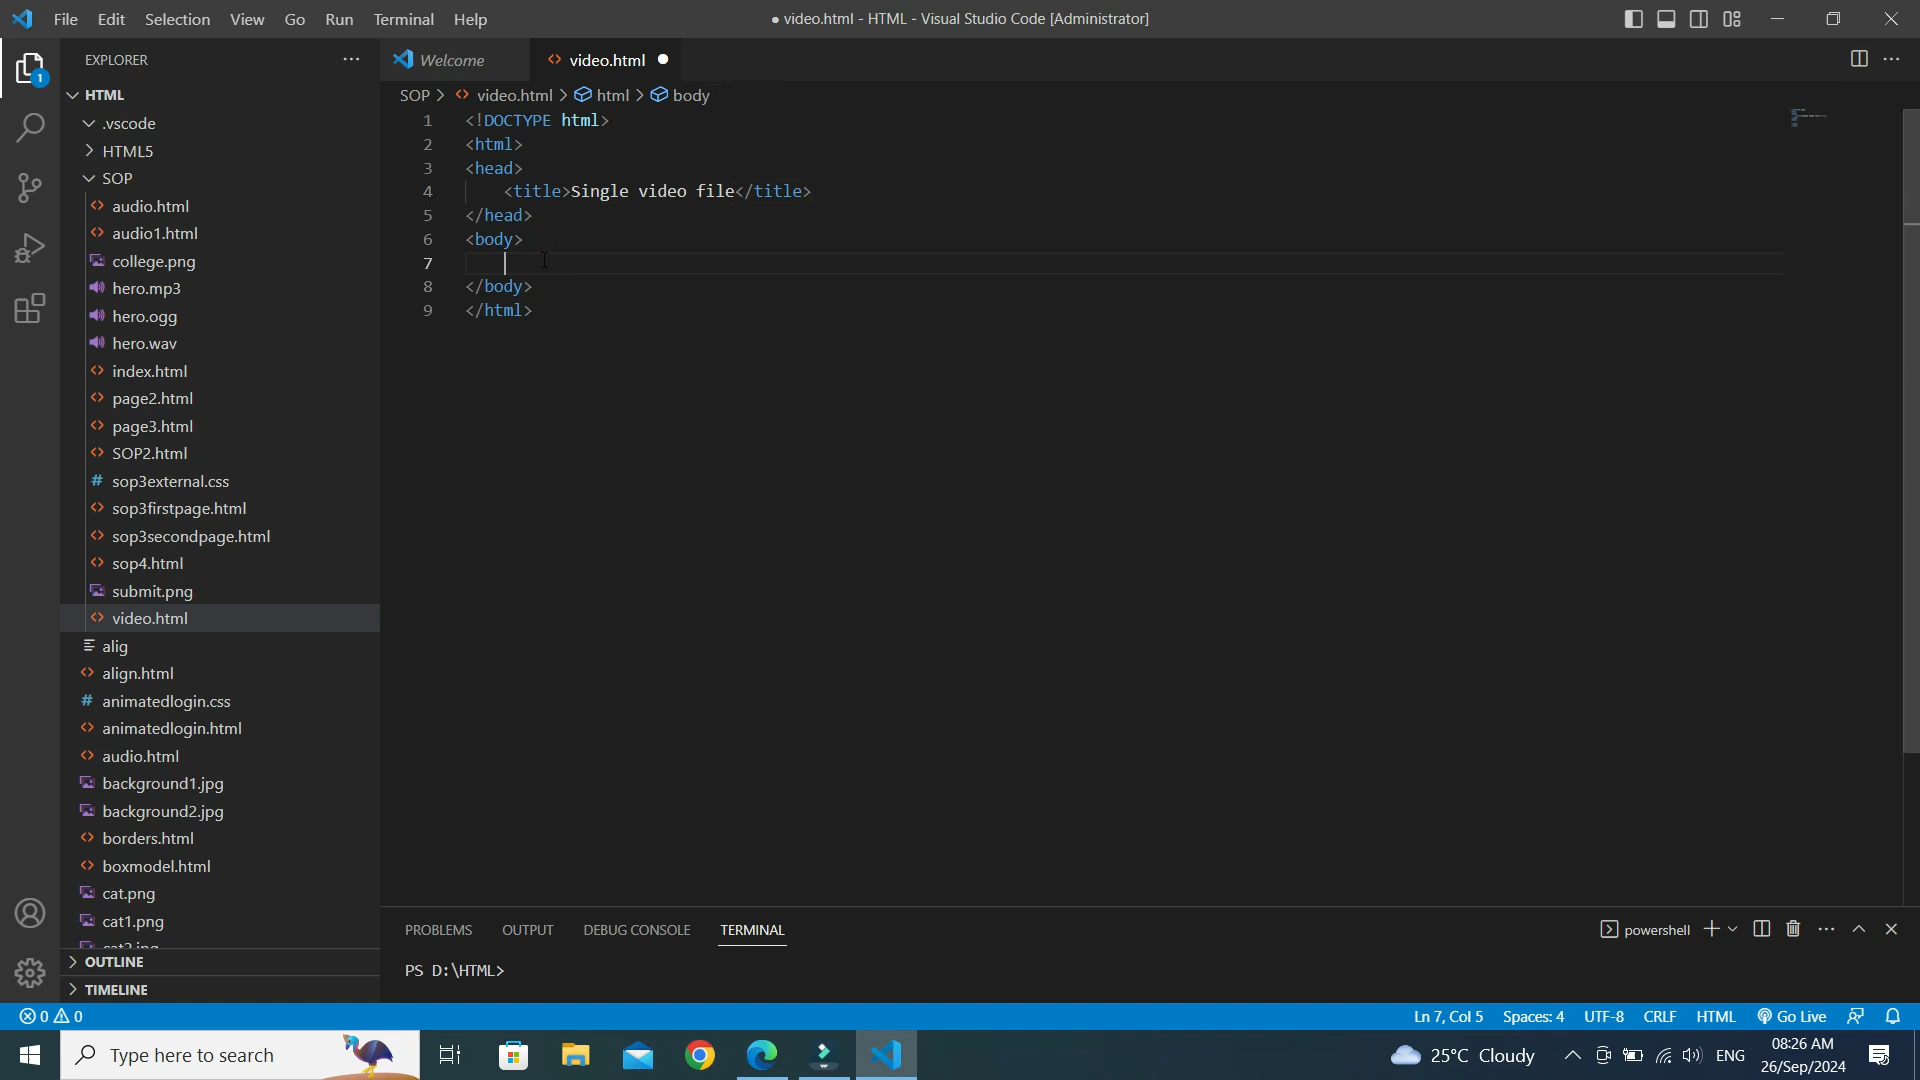 File Edit Selection View Go Run Terminal Help
● video.html - HTML - Visual Studio Code [Administrator]
EXPLORER
Welcome
video.html
1
HTML
.vscode
HTML5
SOP
audio.html
audio1.html
college.png
hero.mp3
hero.ogg
hero.wav
index.html
page2.html
page3.html
SOP2.html
sop3external.css
sop3firstpage.html
sop3secondpage.html
sop4.html
submit.png
video.html
alig
align.html
animatedlogin.css
animatedlogin.html
audio.html
background1.jpg
background2.jpg
borders.html
boxmodel.html
cat.png
cat1.png
OUTLINE
TIMELINE
SOP > video.html > html > body
1 <!DOCTYPE html>
2 <html>
3 <head>
4 <title>Single video file</title>
5 </head>
6 <body>
7
8 </body>
9 </html>
PROBLEMS OUTPUT DEBUG CONSOLE TERMINAL
powershell
PS D:\HTML>
0 0
Ln 7, Col 5 Spaces: 4 UTF-8 CRLF HTML Go Live
Type here to search
25°C Cloudy
ENG
08:26 AM
26/Sep/2024